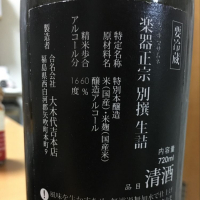 楽器正宗 別撰 生詰
特定名称 特別本醸造
原材料名 米(国産)・米麹(国産米)
醸造アルコール
精米歩合 60%
アルコール分 16度
製造者
合名会社 大木代吉本店
福島県西白河郡矢吹町本町9
内容量
720ml
品目 清酒